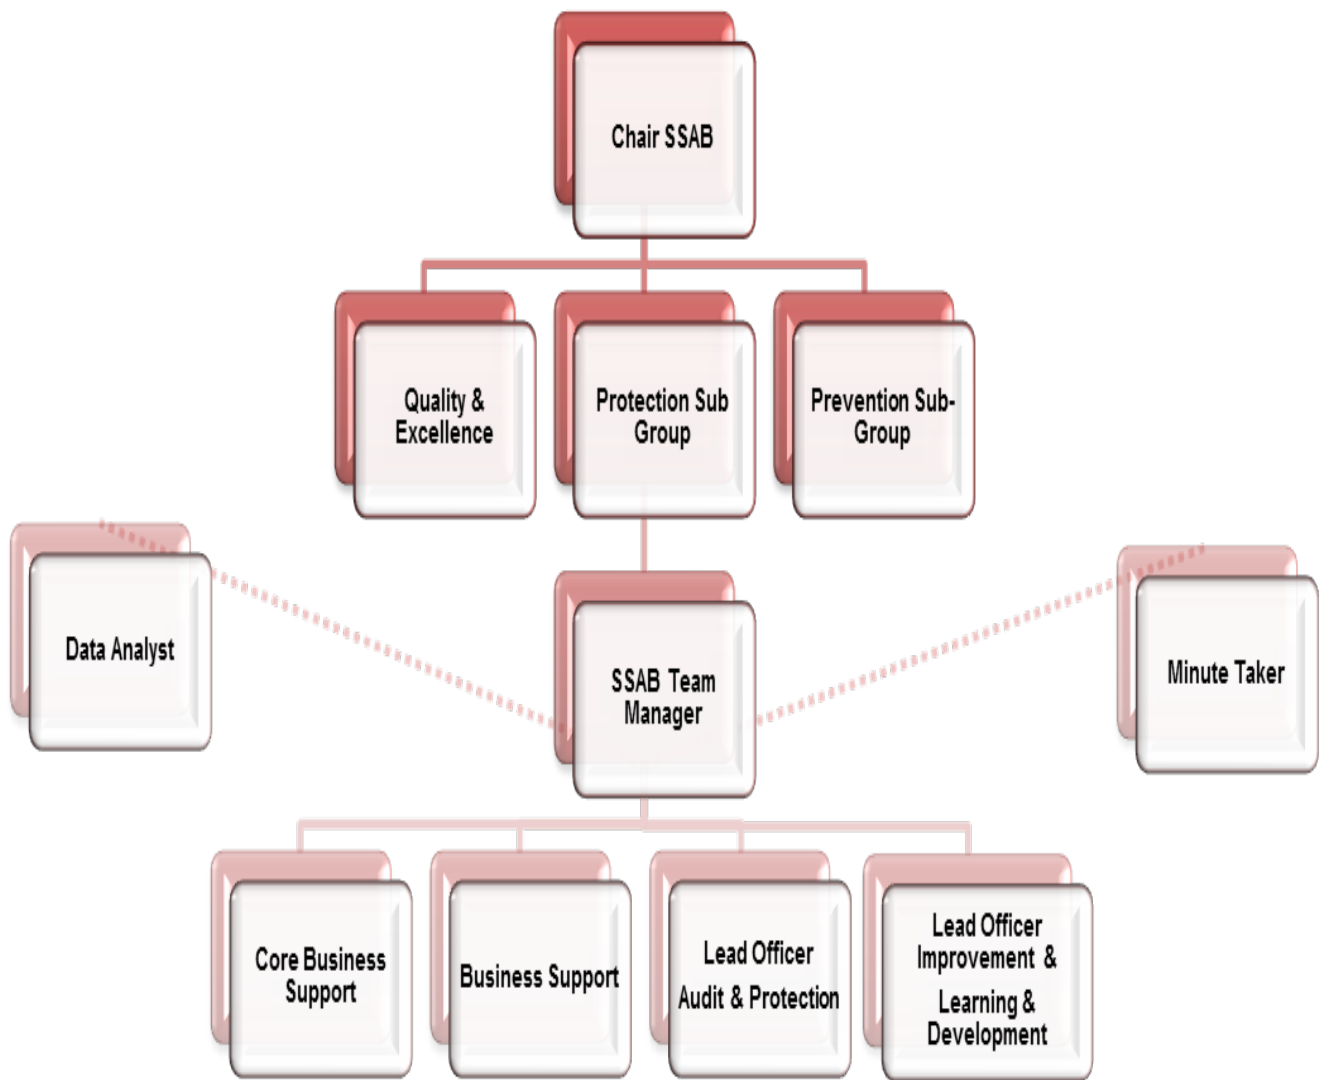 Chair SSAB
Quality &
Excellence
Protection Sub
Group
Prevention Sub-
Group
Data Analyst
SSAB Team
Manager
Minute Taker
Core Business
Support
Business Support
Lead Officer
Audit & Protection
Lead Officer
Improvement &
Learning &
Development